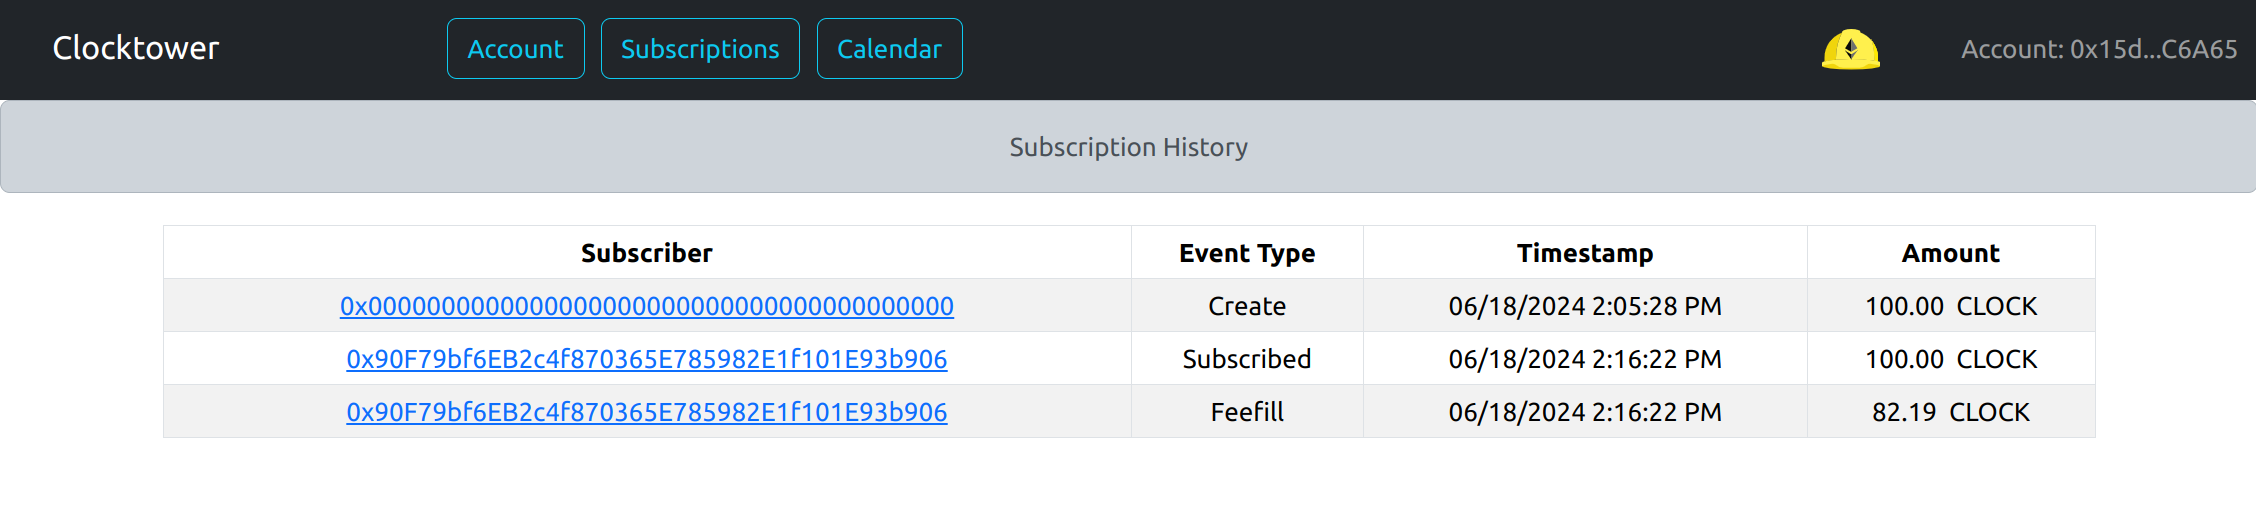 Clocktower Account Subscriptions Calendar Account: 0x15d...C6A65
Subscription History
Subscriber Event Type Timestamp Amount
0x0000000000000000000000000000000000000000 Create 06/18/2024 2:05:28 PM 100.00 CLOCK
0x90F79bf6EB2c4f870365E785982E1f101E93b906 Subscribed 06/18/2024 2:16:22 PM 100.00 CLOCK
0x90F79bf6EB2c4f870365E785982E1f101E93b906 Feefill 06/18/2024 2:16:22 PM 82.19 CLOCK